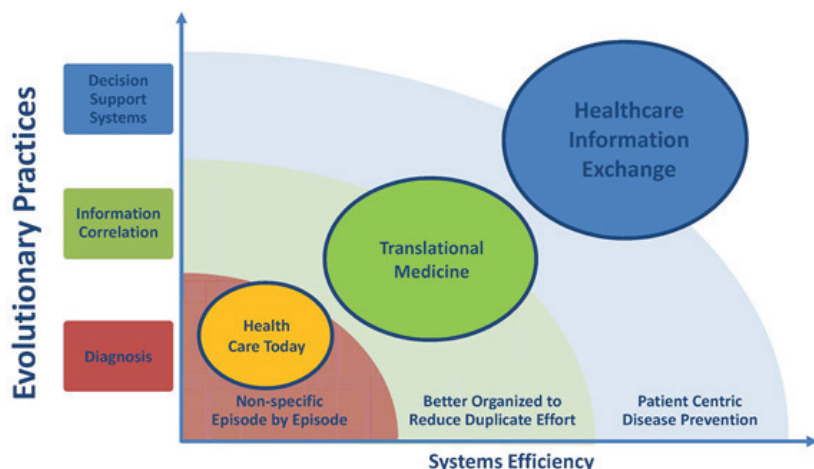 Evolutionary Practices
Decision
Support
Systems
Information
Correlation
Diagnosis
Healthcare
Information
Exchange
Translational
Medicine
Health
Care Today
Non-specific
Episode by Episode
Better Organized to
Reduce Duplicate Effort
Patient Centric
Disease Prevention
Systems Efficiency